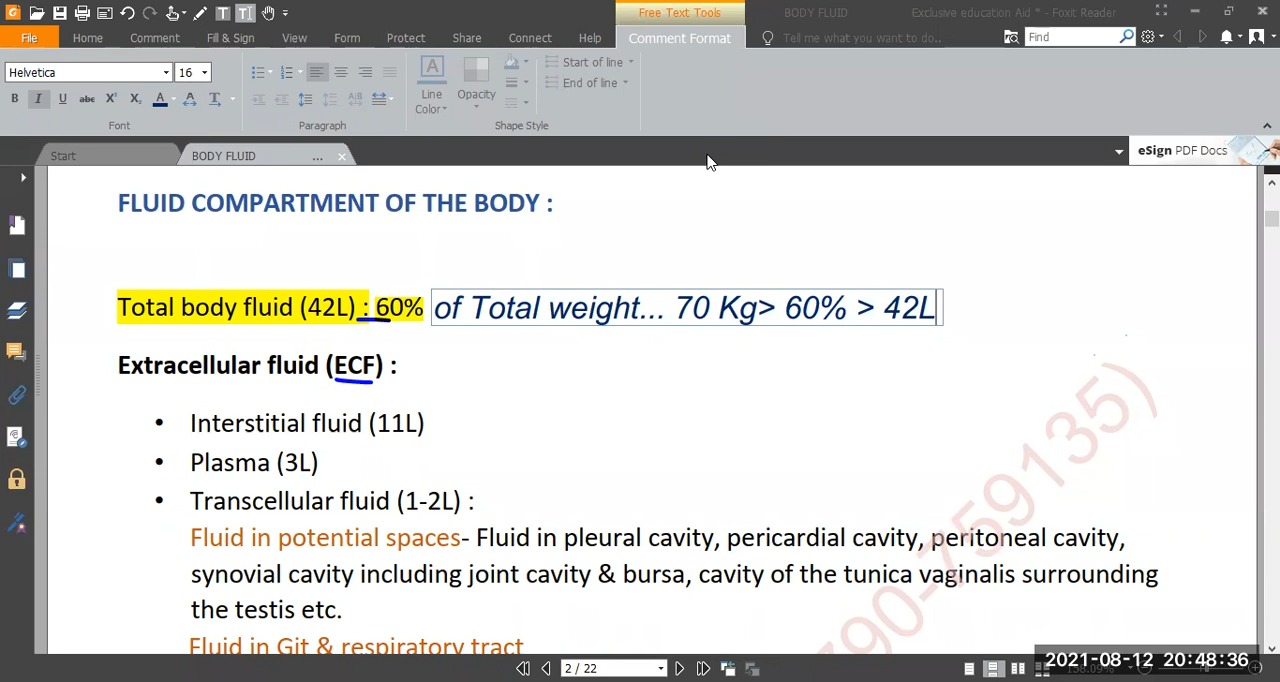 BODY FLUID
Exclusive education Aid * - Foxit Reader
Free Text Tools
File
Home
Comment
Fill & Sign
View
Form
Protect
Share
Connect
Help
Comment Format
Tell me what you want to do..
Find
Helvetica
16
B I U abc X² X₂ A A T
Line Color
Opacity
Start of line
End of line
Font
Paragraph
Shape Style
Start
BODY FLUID ...
eSign PDF Docs
FLUID COMPARTMENT OF THE BODY :
Total body fluid (42L) : 60% of Total weight... 70 Kg> 60% > 42L
Extracellular fluid (ECF) :
• Interstitial fluid (11L)
• Plasma (3L)
• Transcellular fluid (1-2L) :
Fluid in potential spaces- Fluid in pleural cavity, pericardial cavity, peritoneal cavity,
synovial cavity including joint cavity & bursa, cavity of the tunica vaginalis surrounding
the testis etc.
Fluid in Git & respiratory tract
790-759135)
2 / 22
2021-08-12 20:48:36